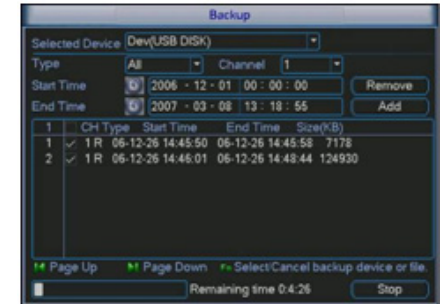 Backup
Selected Device Dev(USB DISK)
Type All Channel 1
Start Time 2006 - 12 - 01 00 : 00 : 00 Remove
End Time 2007 - 03 - 08 13 : 18 : 55 Add
1 CH Type Start Time End Time Size(KB)
1 1 R 06-12-26 14:45:50 06-12-26 14:45:58 7178
2 1 R 06-12-26 14:46:01 06-12-26 14:48:44 124930
Page Up Page Down Fn Select/Cancel backup device or file.
Remaining time 0:4:26 Stop